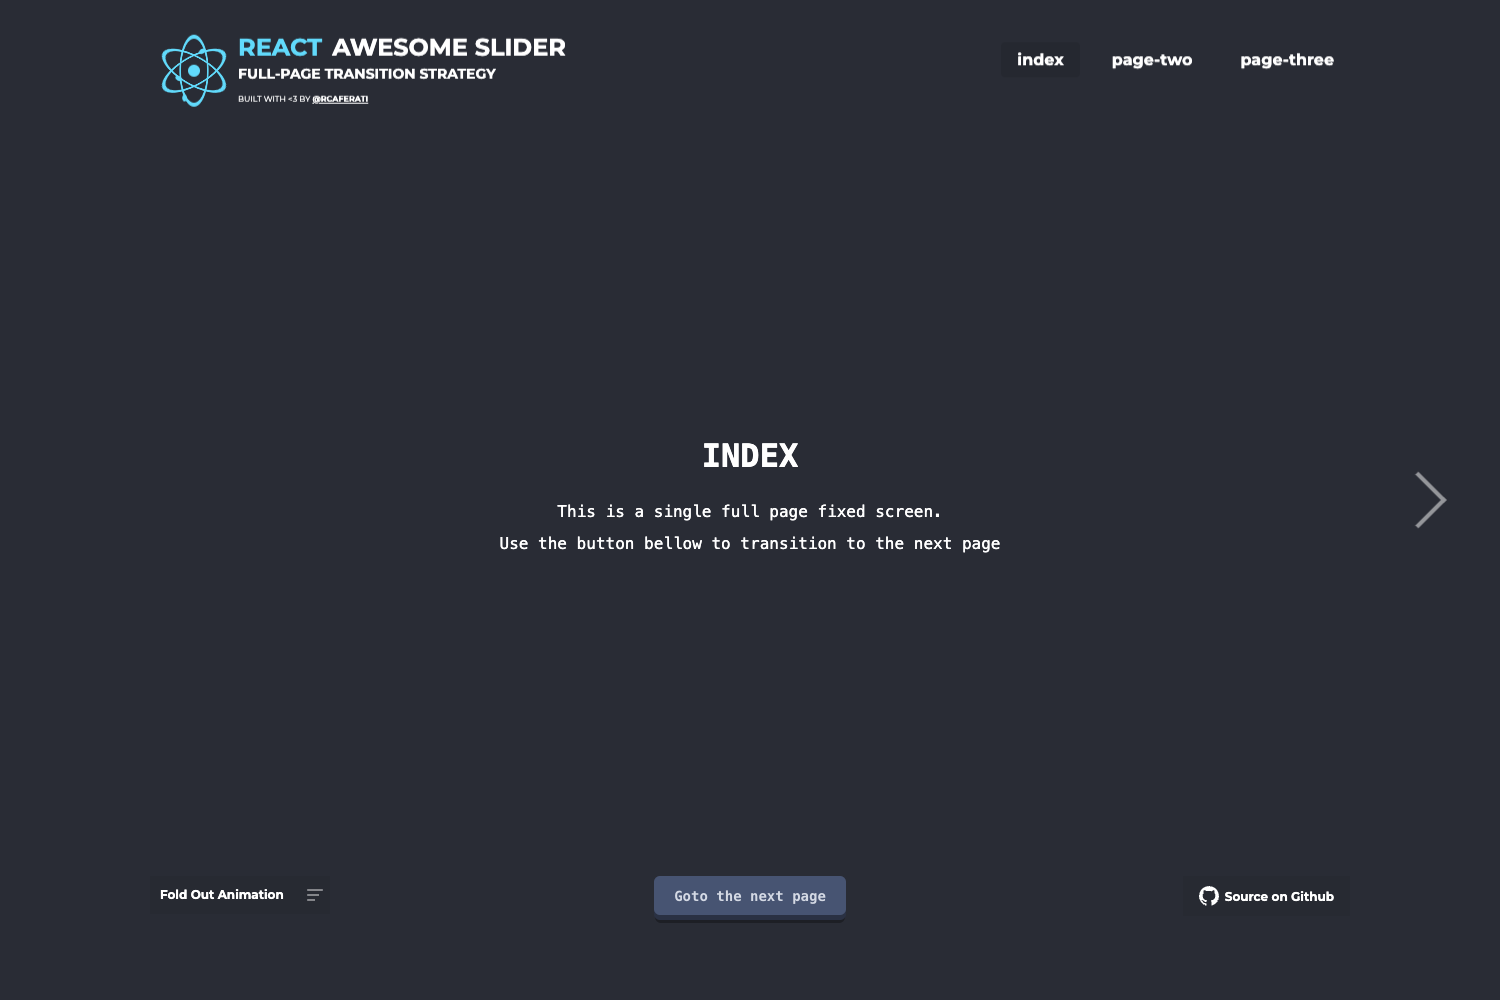 REACT AWESOME SLIDER
FULL-PAGE TRANSITION STRATEGY
BUILT WITH <3 BY @RCAFERATI
index
page-two
page-three
INDEX
This is a single full page fixed screen.
Use the button bellow to transition to the next page
Fold Out Animation
Goto the next page
Source on Github